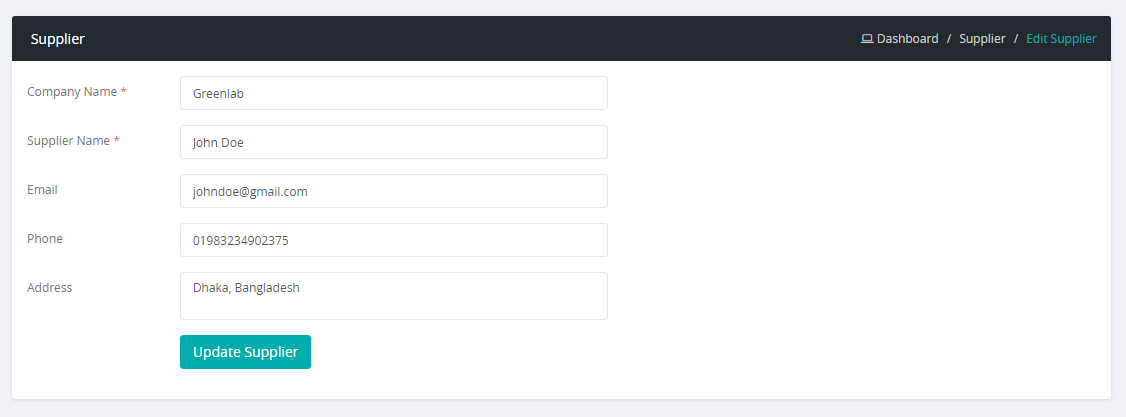 Supplier
Dashboard / Supplier / Edit Supplier
Company Name * Greenlab
Supplier Name * John Doe
Email johndoe@gmail.com
Phone 01983234902375
Address Dhaka, Bangladesh
Update Supplier